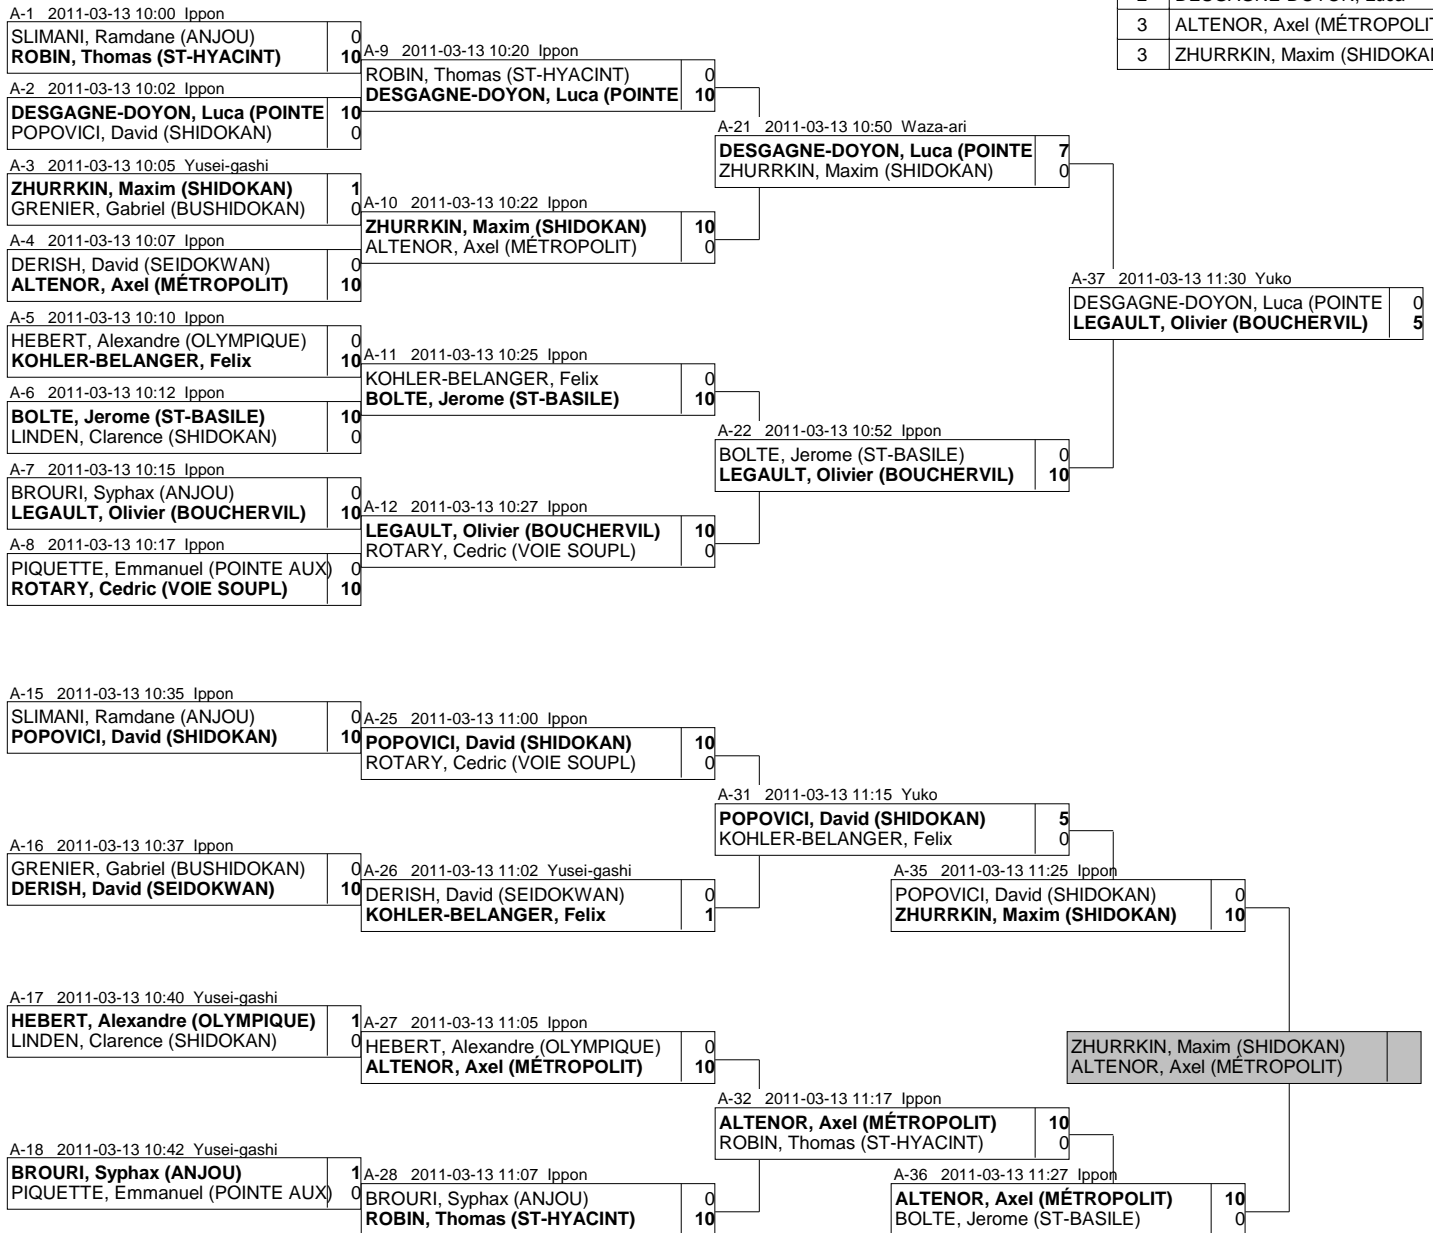 3 ALTENOR, Axel (MÉTROPOLIT
3 ZHURRKIN, Maxim (SHIDOKAN
A-1 2011-03-13 10:00 Ippon
SLIMANI, Ramdane (ANJOU) 0
ROBIN, Thomas (ST-HYACINT) 10
A-2 2011-03-13 10:02 Ippon
DESGAGNE-DOYON, Luca (POINTE 10
POPOVICI, David (SHIDOKAN) 0
A-3 2011-03-13 10:05 Yusei-gashi
ZHURRKIN, Maxim (SHIDOKAN) 1
GRENIER, Gabriel (BUSHIDOKAN) 0
A-4 2011-03-13 10:07 Ippon
DERISH, David (SEIDOKWAN) 0
ALTENOR, Axel (MÉTROPOLIT) 10
A-5 2011-03-13 10:10 Ippon
HEBERT, Alexandre (OLYMPIQUE) 0
KOHLER-BELANGER, Felix 10
A-6 2011-03-13 10:12 Ippon
BOLTE, Jerome (ST-BASILE) 10
LINDEN, Clarence (SHIDOKAN) 0
A-7 2011-03-13 10:15 Ippon
BROURI, Syphax (ANJOU) 0
LEGAULT, Olivier (BOUCHERVIL) 10
A-8 2011-03-13 10:17 Ippon
PIQUETTE, Emmanuel (POINTE AUX) 0
ROTARY, Cedric (VOIE SOUPL) 10
A-9 2011-03-13 10:20 Ippon
ROBIN, Thomas (ST-HYACINT) 0
DESGAGNE-DOYON, Luca (POINTE 10
A-10 2011-03-13 10:22 Ippon
ZHURRKIN, Maxim (SHIDOKAN) 10
ALTENOR, Axel (MÉTROPOLIT) 0
A-11 2011-03-13 10:25 Ippon
KOHLER-BELANGER, Felix 0
BOLTE, Jerome (ST-BASILE) 10
A-12 2011-03-13 10:27 Ippon
LEGAULT, Olivier (BOUCHERVIL) 10
ROTARY, Cedric (VOIE SOUPL) 0
A-21 2011-03-13 10:50 Waza-ari
DESGAGNE-DOYON, Luca (POINTE 7
ZHURRKIN, Maxim (SHIDOKAN) 0
A-22 2011-03-13 10:52 Ippon
BOLTE, Jerome (ST-BASILE) 0
LEGAULT, Olivier (BOUCHERVIL) 10
A-37 2011-03-13 11:30 Yuko
DESGAGNE-DOYON, Luca (POINTE 0
LEGAULT, Olivier (BOUCHERVIL) 5
A-15 2011-03-13 10:35 Ippon
SLIMANI, Ramdane (ANJOU) 0
POPOVICI, David (SHIDOKAN) 10
A-16 2011-03-13 10:37 Ippon
GRENIER, Gabriel (BUSHIDOKAN) 0
DERISH, David (SEIDOKWAN) 10
A-17 2011-03-13 10:40 Yusei-gashi
HEBERT, Alexandre (OLYMPIQUE) 1
LINDEN, Clarence (SHIDOKAN) 0
A-18 2011-03-13 10:42 Yusei-gashi
BROURI, Syphax (ANJOU) 1
PIQUETTE, Emmanuel (POINTE AUX) 0
A-25 2011-03-13 11:00 Ippon
POPOVICI, David (SHIDOKAN) 10
ROTARY, Cedric (VOIE SOUPL) 0
A-26 2011-03-13 11:02 Yusei-gashi
DERISH, David (SEIDOKWAN) 0
KOHLER-BELANGER, Felix 1
A-27 2011-03-13 11:05 Ippon
HEBERT, Alexandre (OLYMPIQUE) 0
ALTENOR, Axel (MÉTROPOLIT) 10
A-28 2011-03-13 11:07 Ippon
BROURI, Syphax (ANJOU) 0
ROBIN, Thomas (ST-HYACINT) 10
A-31 2011-03-13 11:15 Yuko
POPOVICI, David (SHIDOKAN) 5
KOHLER-BELANGER, Felix 0
A-32 2011-03-13 11:17 Ippon
ALTENOR, Axel (MÉTROPOLIT) 10
ROBIN, Thomas (ST-HYACINT) 0
A-35 2011-03-13 11:25 Ippon
POPOVICI, David (SHIDOKAN) 0
ZHURRKIN, Maxim (SHIDOKAN) 10
A-36 2011-03-13 11:27 Ippon
ALTENOR, Axel (MÉTROPOLIT) 10
BOLTE, Jerome (ST-BASILE) 0
ZHURRKIN, Maxim (SHIDOKAN)
ALTENOR, Axel (MÉTROPOLIT)